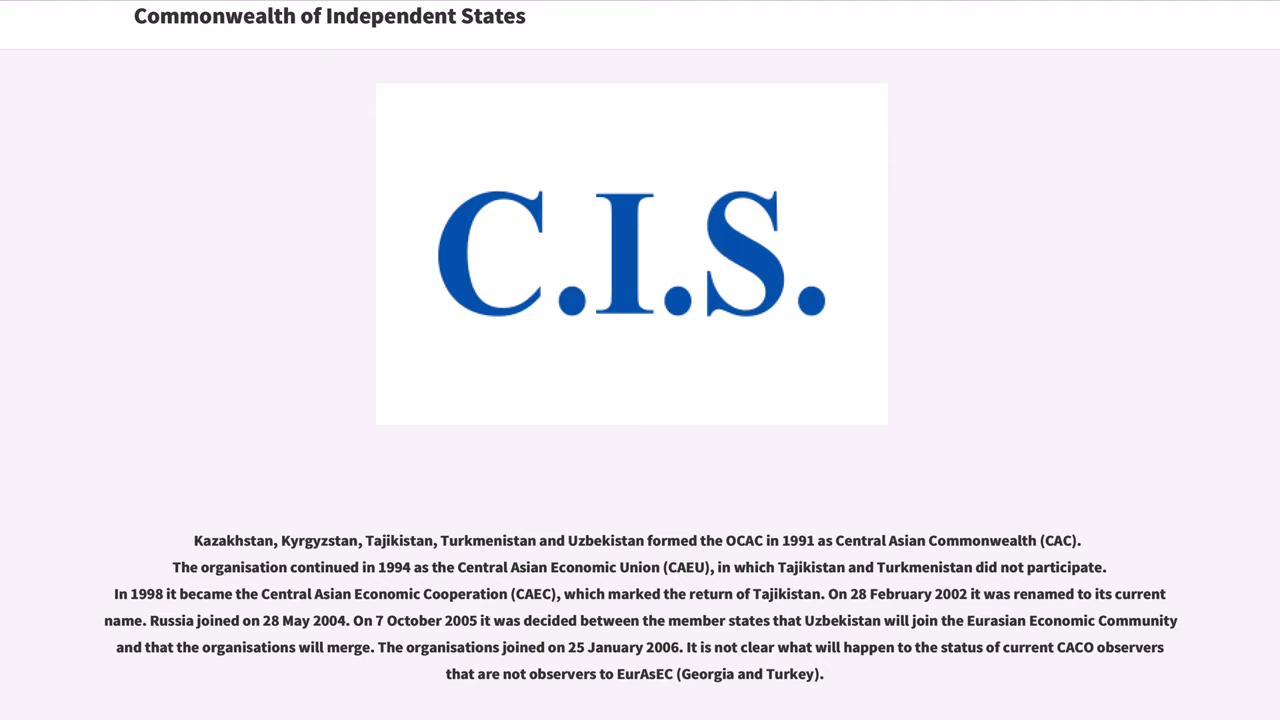 Commonwealth of Independent States
C.I.S.
Kazakhstan, Kyrgyzstan, Tajikistan, Turkmenistan and Uzbekistan formed the OCAC in 1991 as Central Asian Commonwealth (CAC).
The organisation continued in 1994 as the Central Asian Economic Union (CAEU), in which Tajikistan and Turkmenistan did not participate.
In 1998 it became the Central Asian Economic Cooperation (CAEC), which marked the return of Tajikistan. On 28 February 2002 it was renamed to its current
name. Russia joined on 28 May 2004. On 7 October 2005 it was decided between the member states that Uzbekistan will join the Eurasian Economic Community
and that the organisations will merge. The organisations joined on 25 January 2006. It is not clear what will happen to the status of current CACO observers
that are not observers to EurAsEC (Georgia and Turkey).